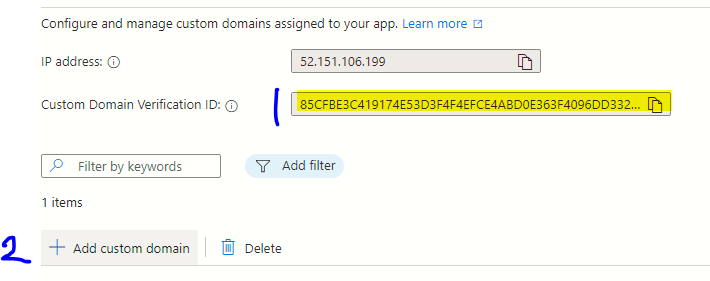 Configure and manage custom domains assigned to your app. Learn more
IP address:
52.151.106.199
1
Custom Domain Verification ID:
85CFBE3C419174E53D3F4F4EFCE4ABD0E363F4096DD332...
Filter by keywords
Add filter
1 items
2
Add custom domain
Delete